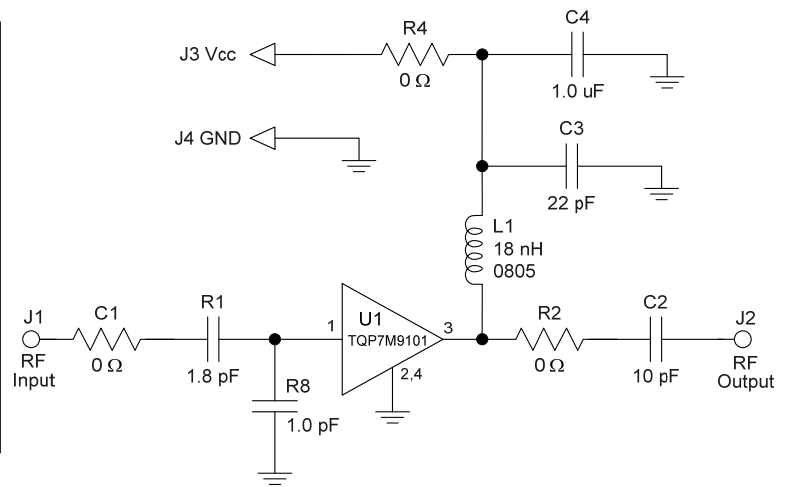 C4
R4
J3 Vcc
0 Ω
1.0 uF
C3
J4 GND
22 pF
L1
18 nH
0805
J1
C1
R1
U1
R2
C2
J2
1
TQP7M9101
3
RF
Input
0 Ω
1.8 pF
2,4
0 Ω
10 pF
RF
Output
R8
1.0 pF